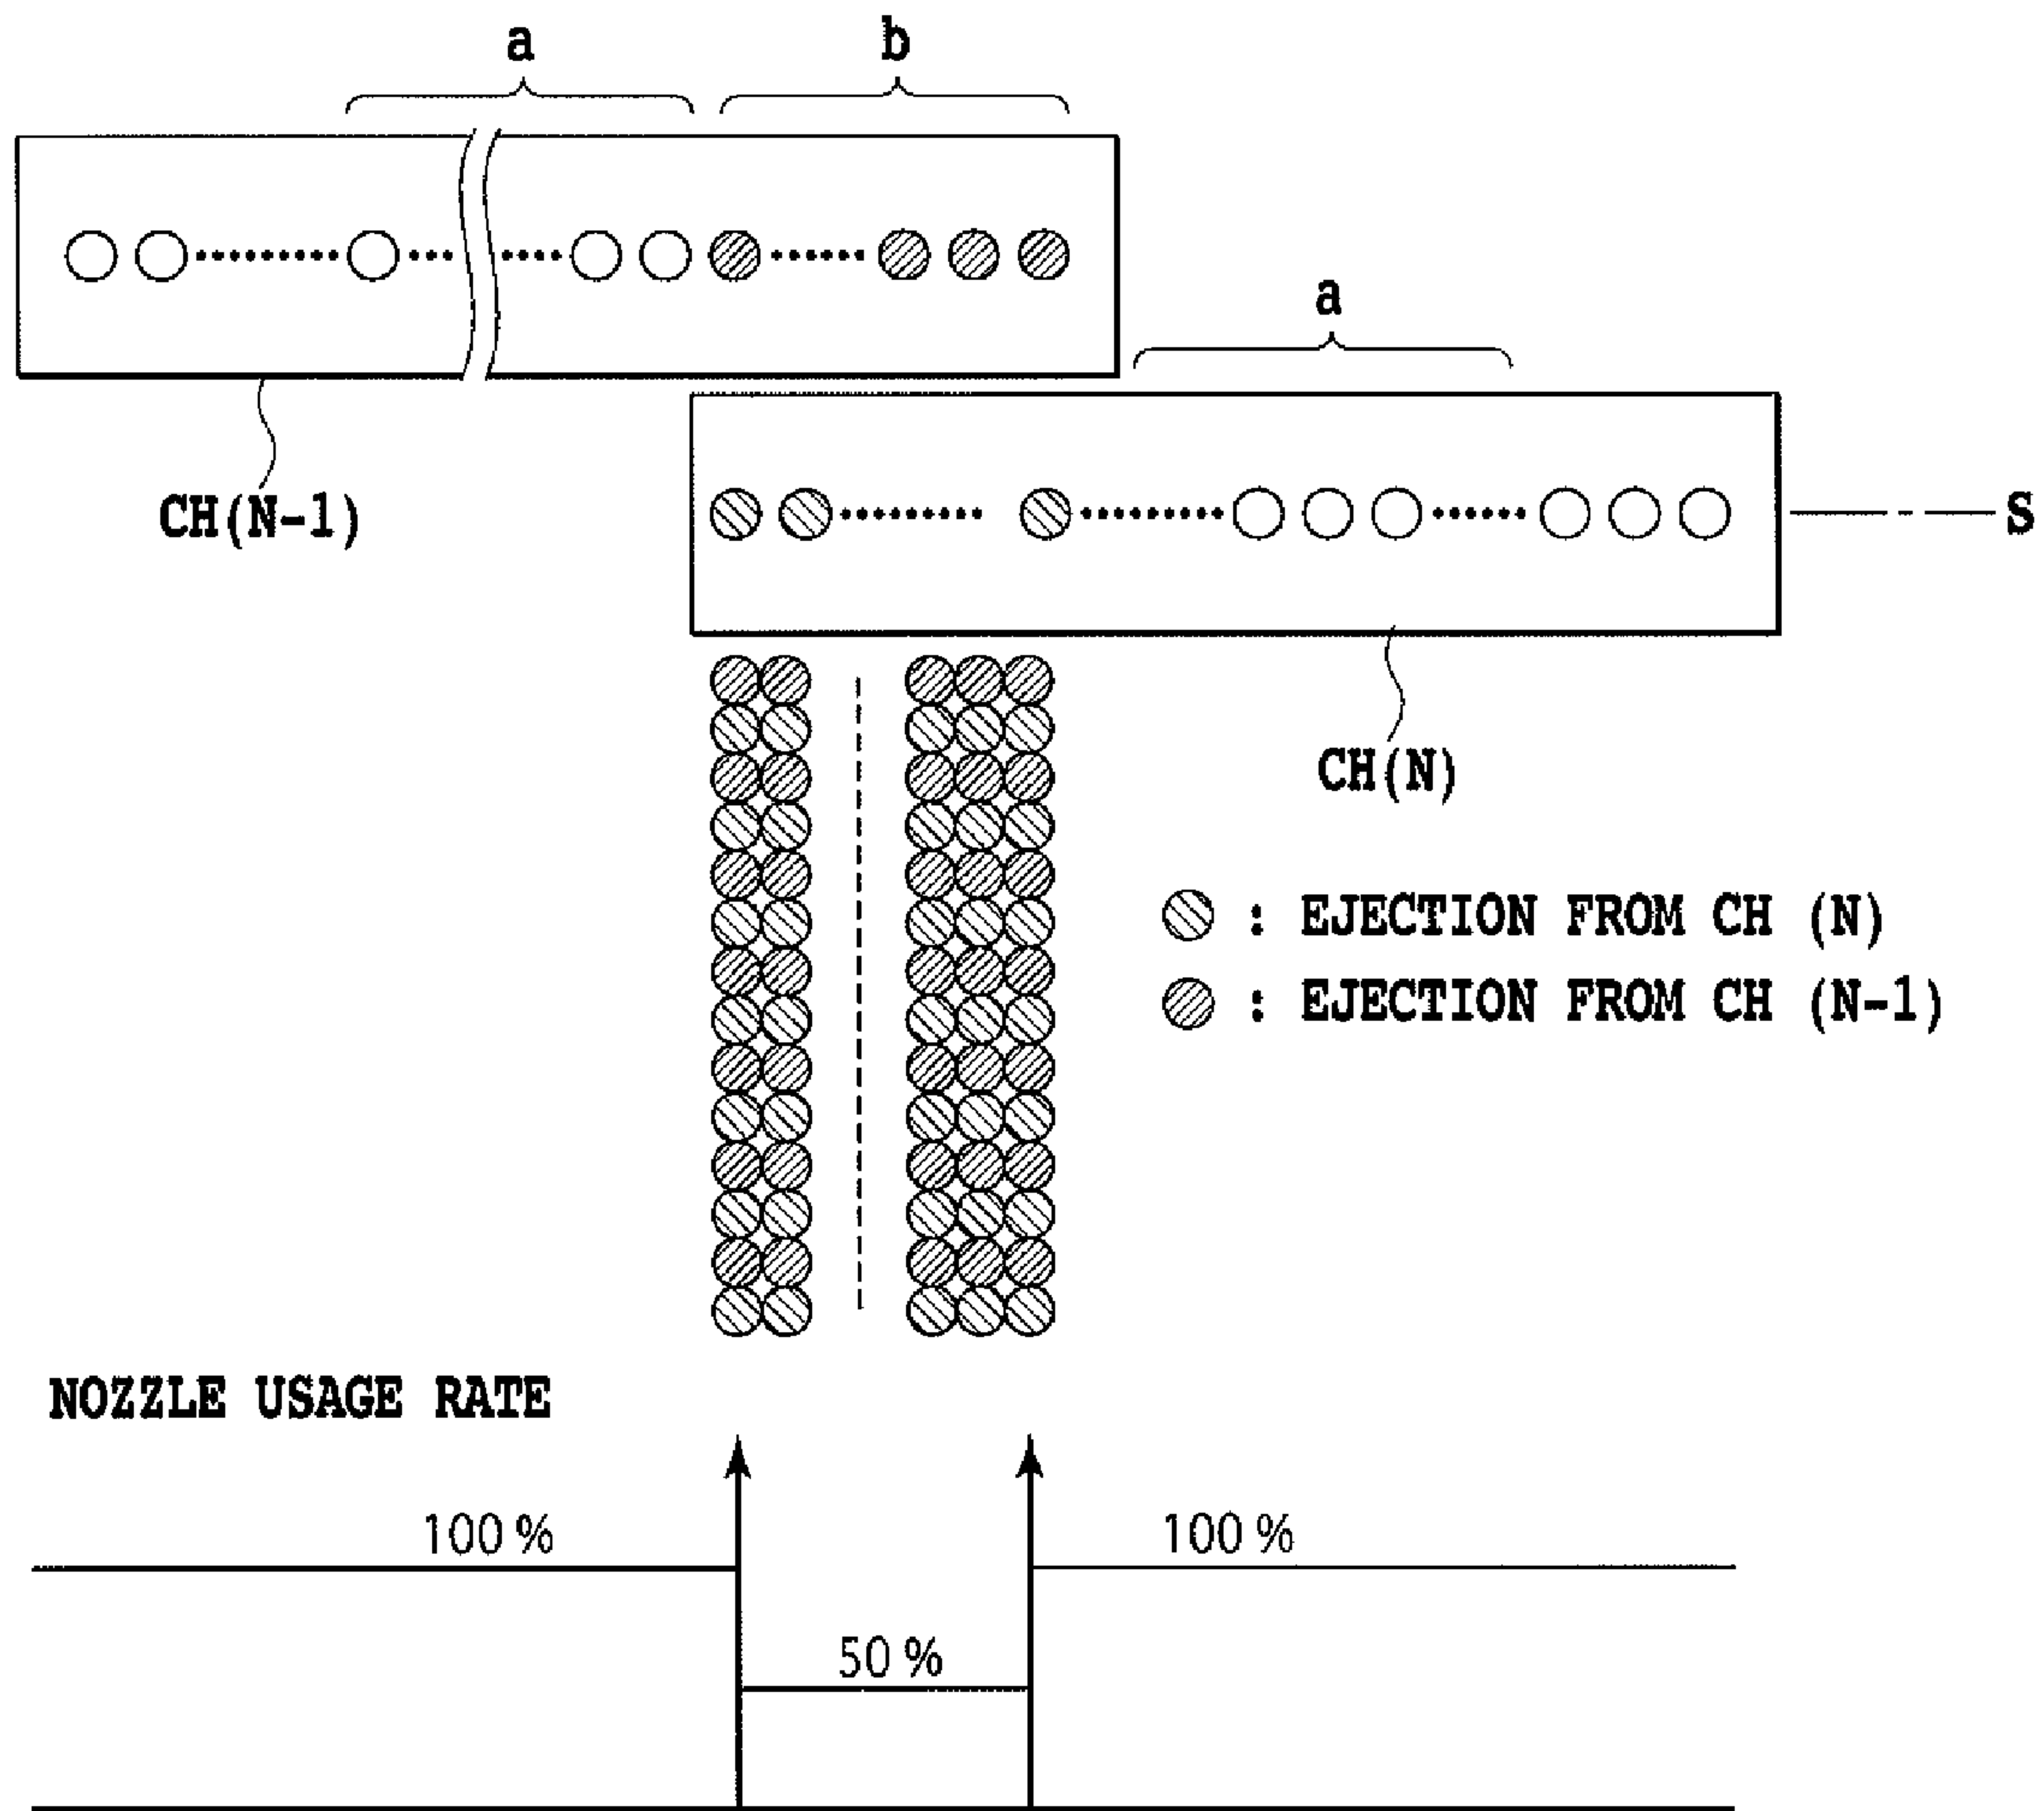 a
b
a
CH(N-1)
S
CH(N)
: EJECTION FROM CH (N)
: EJECTION FROM CH (N-1)
NOZZLE USAGE RATE
100 %
100 %
50 %